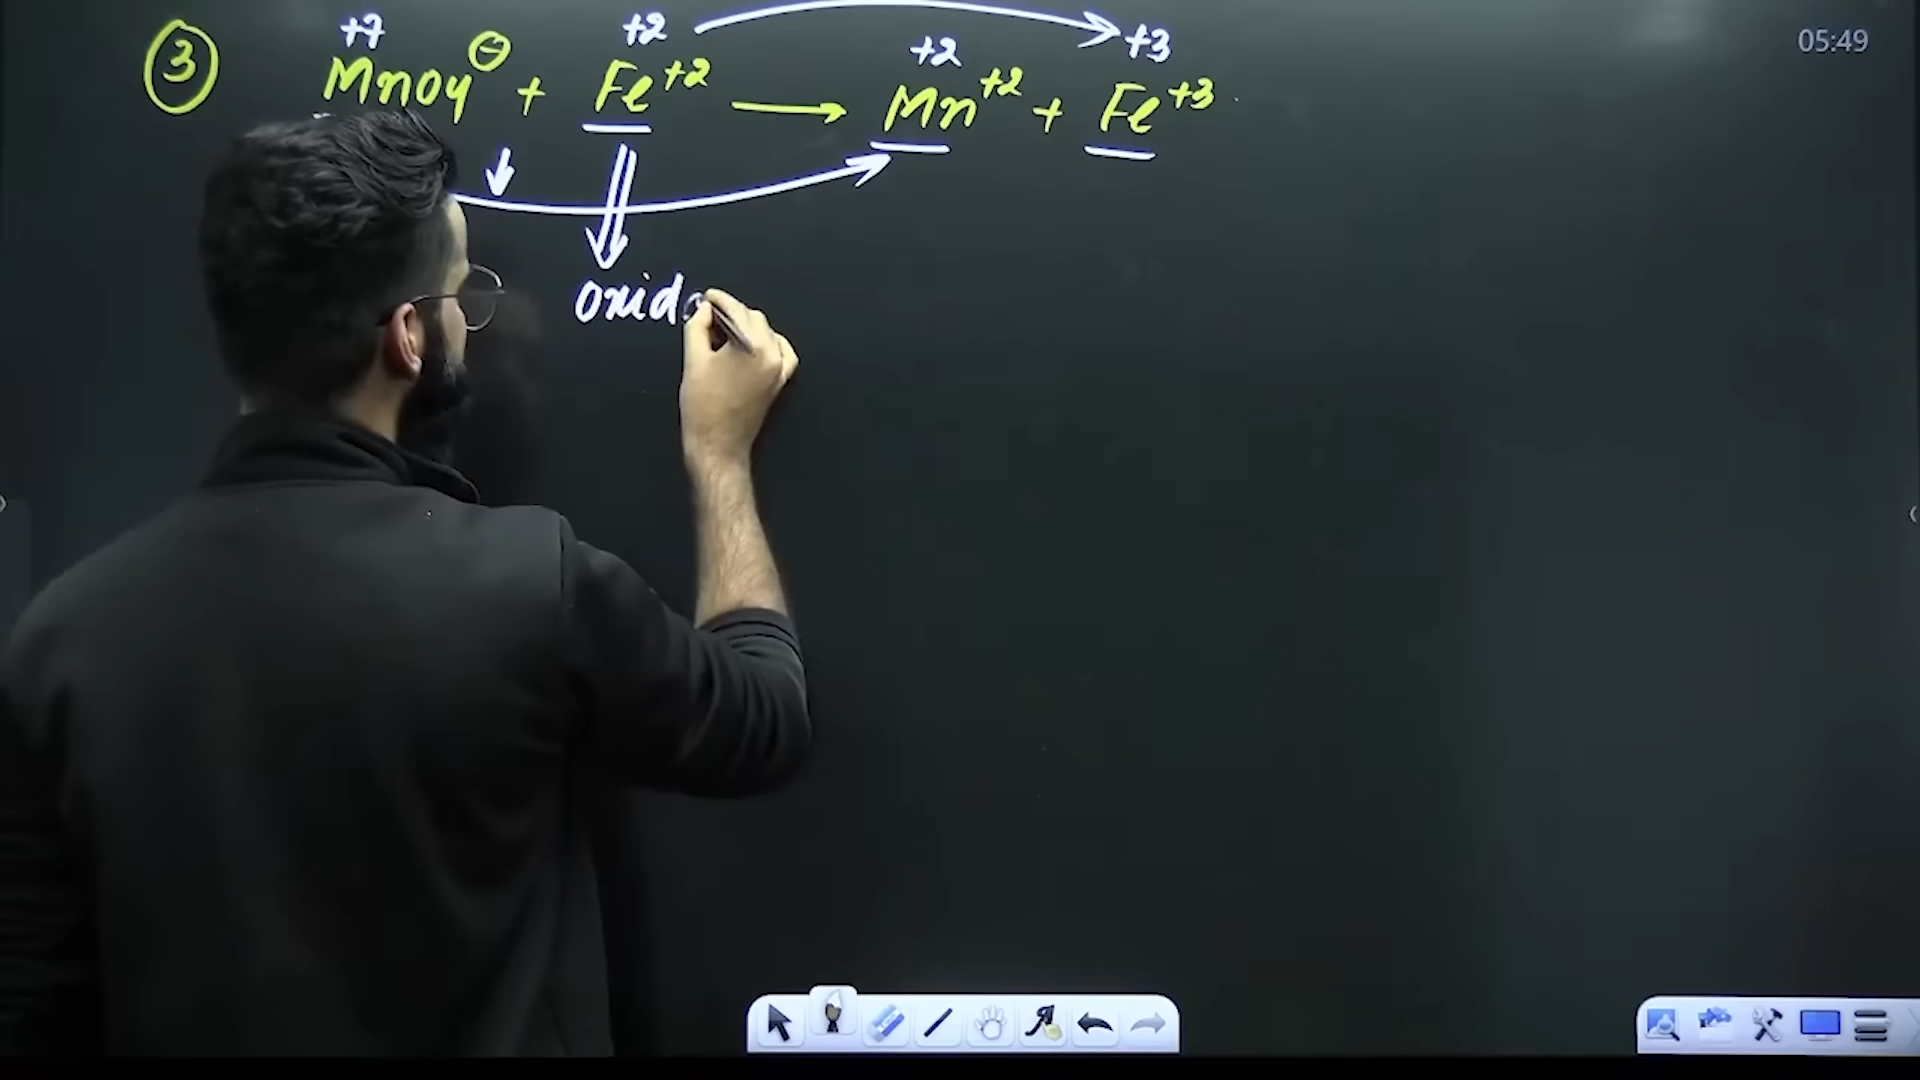 05:49
+7 +2 +2 +3
③ MnO4⊖ + Fe+2 ⟶ Mn+2 + Fe+3
oxid